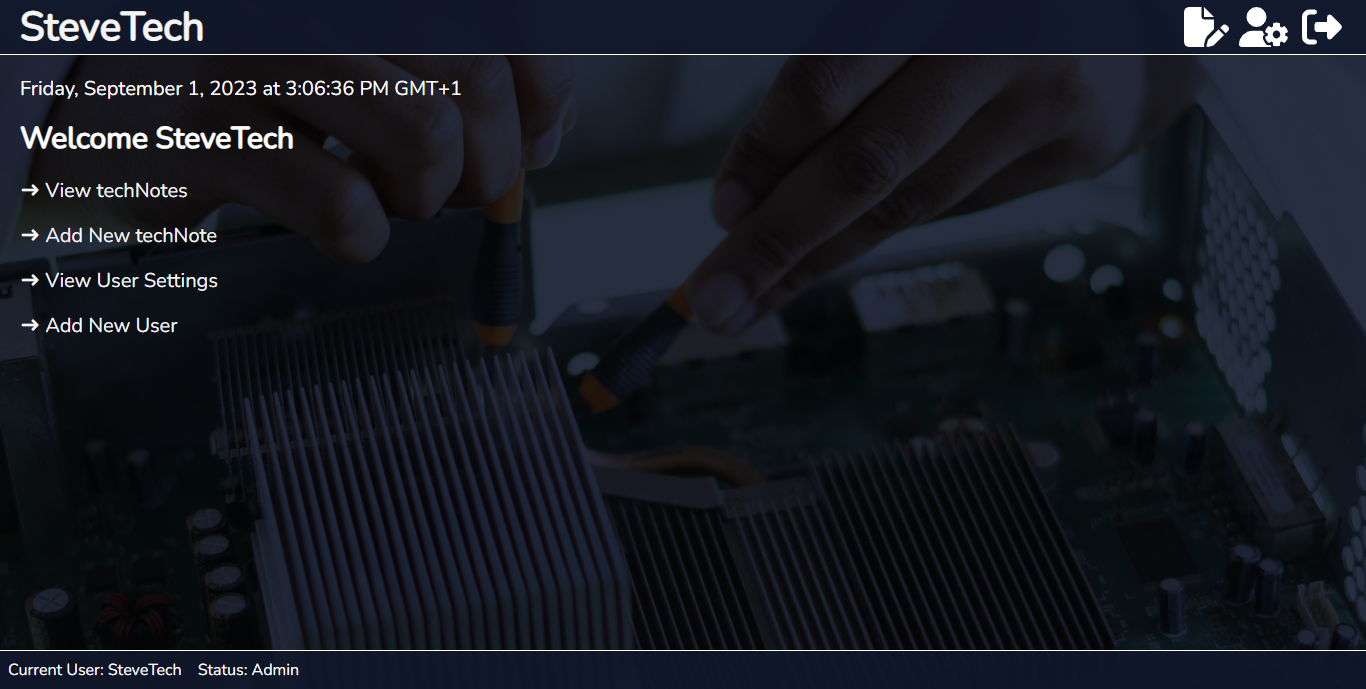 SteveTech
Friday, September 1, 2023 at 3:06:36 PM GMT+1
Welcome SteveTech
➜ View techNotes
➜ Add New techNote
➜ View User Settings
➜ Add New User
Current User: SteveTech Status: Admin